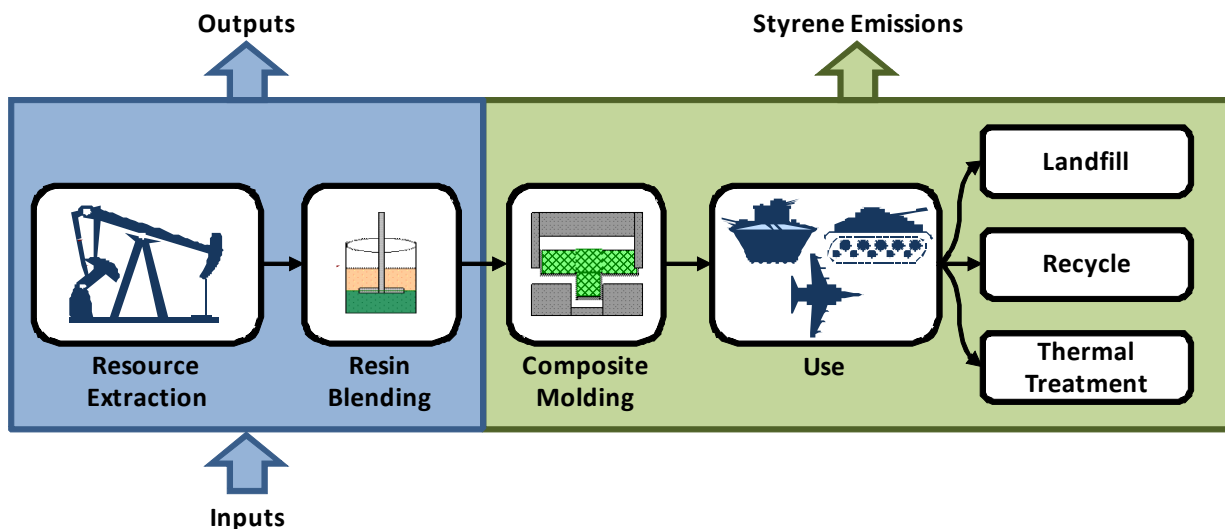 Outputs
Styrene Emissions
Resource
Extraction
Resin
Blending
Composite
Molding
Use
Landfill
Recycle
Thermal
Treatment
Inputs